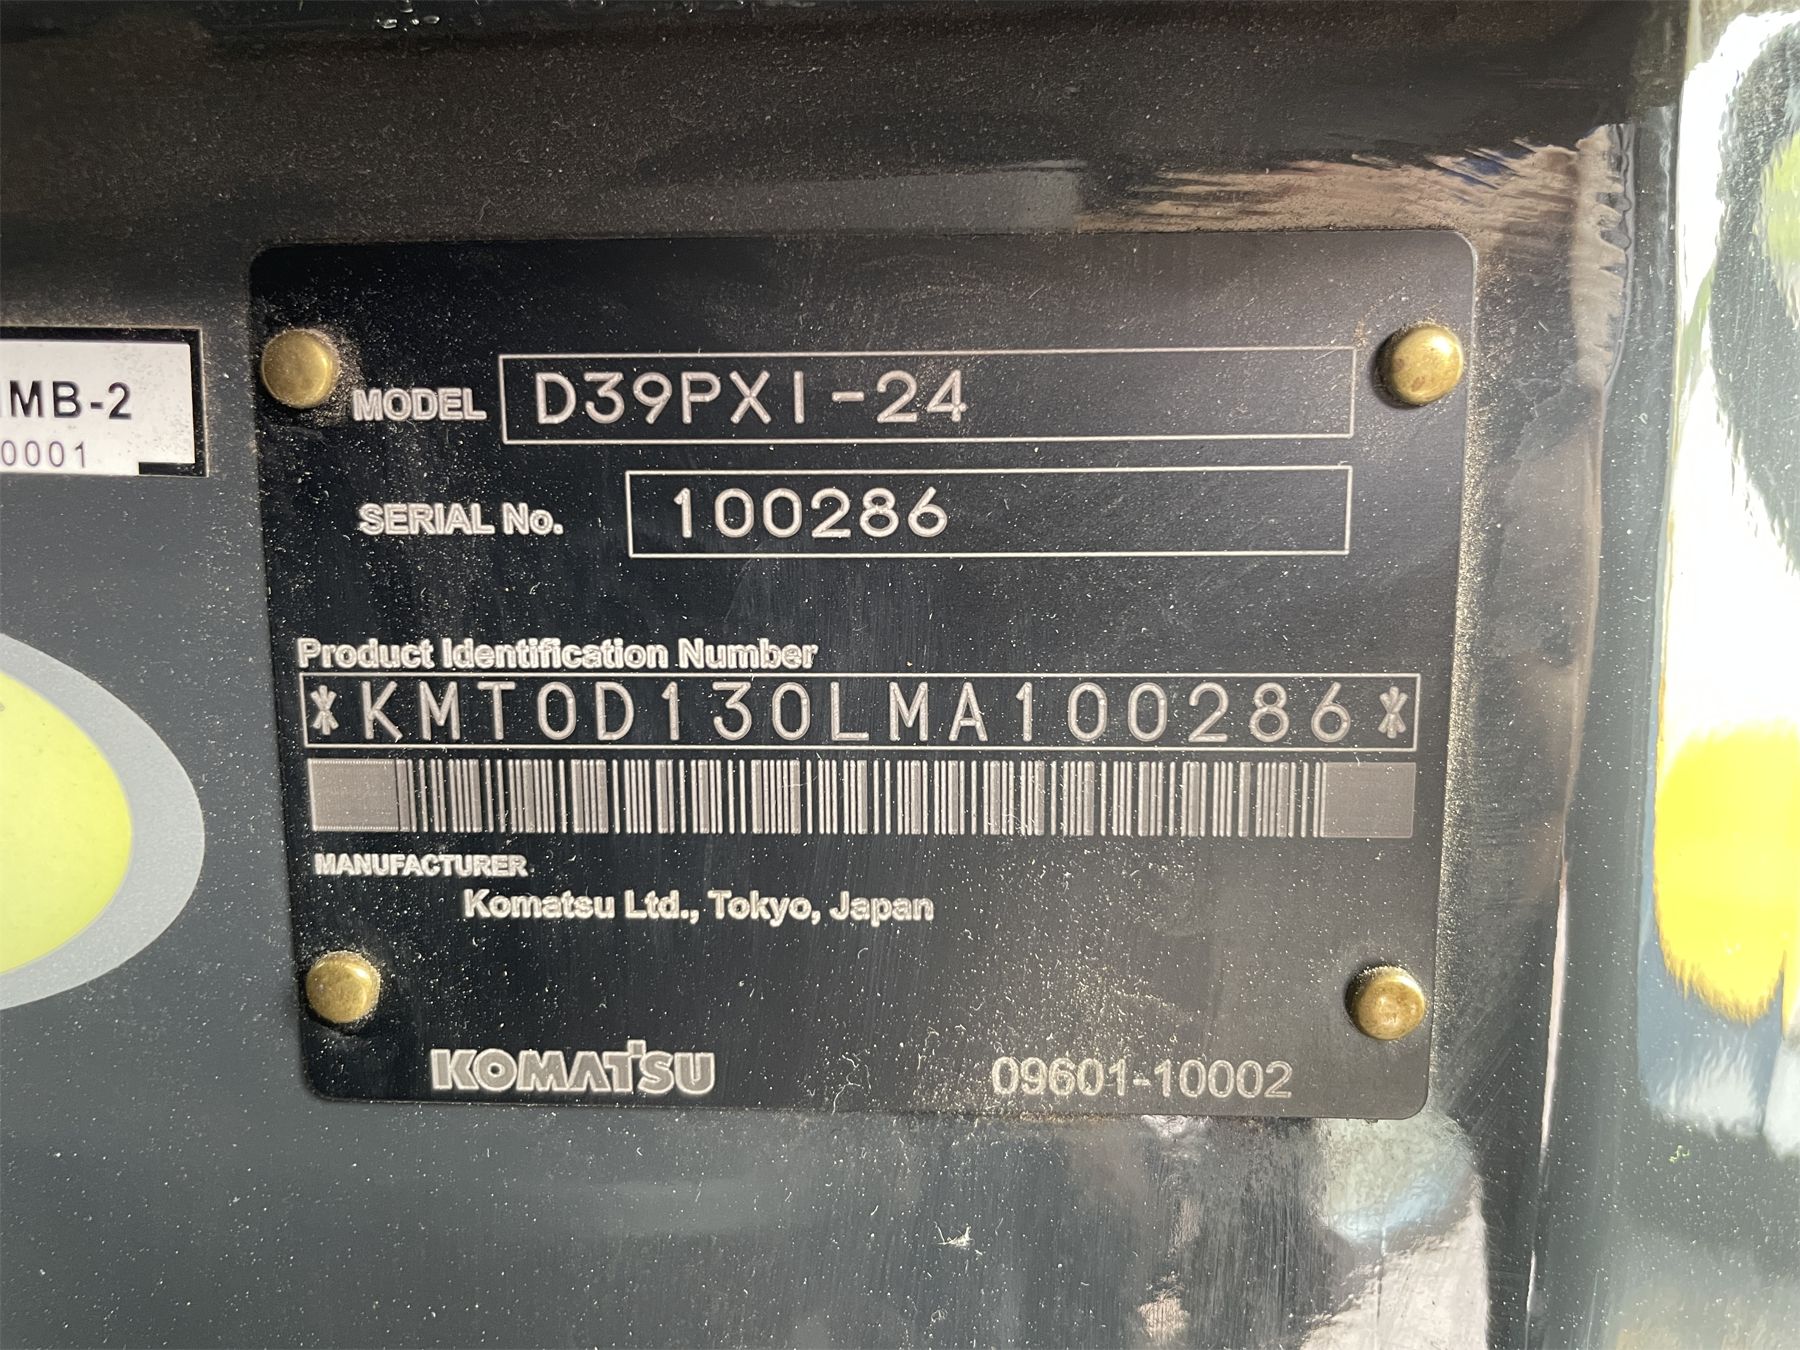 MB-2
0001
MODEL D39PXI-24
SERIAL No. 100286
Product Identification Number
*KMT0D130LMA100286*
MANUFACTURER
Komatsu Ltd., Tokyo, Japan
KOMATSU 09601-10002